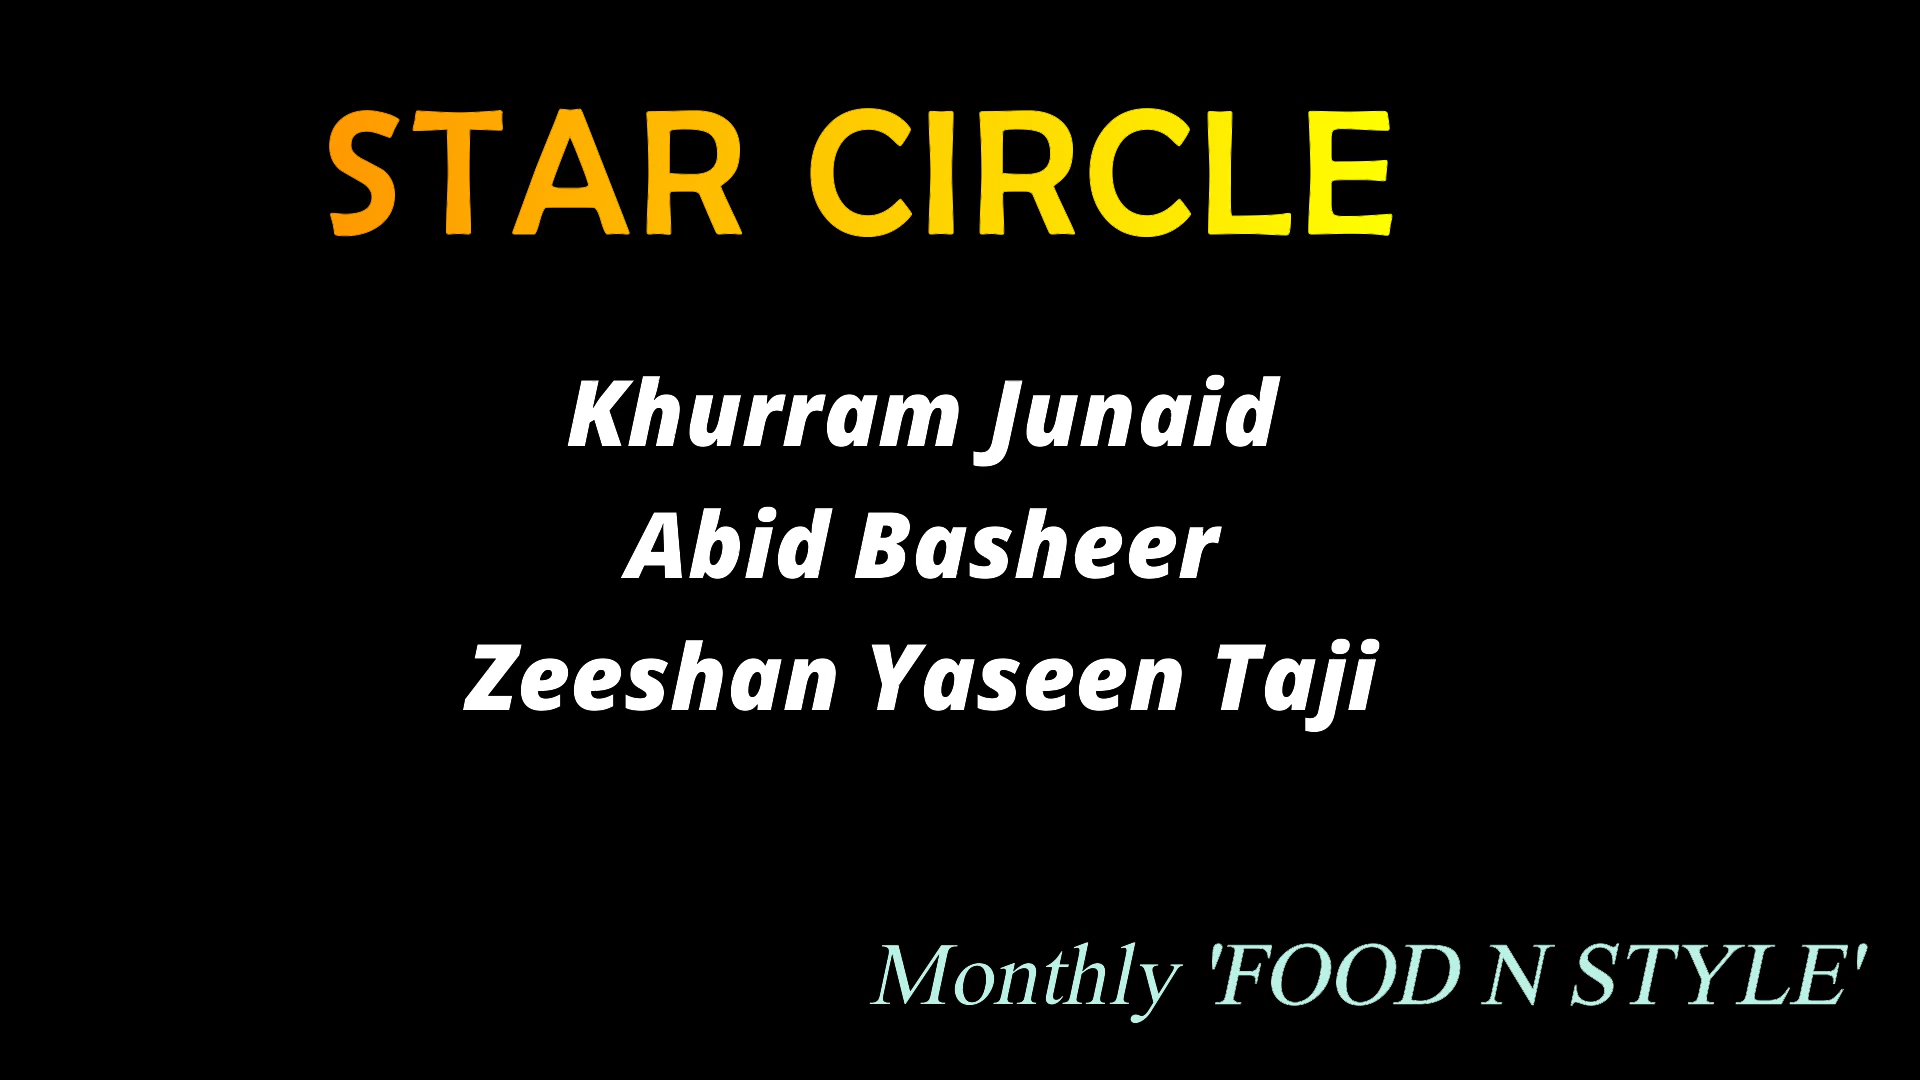 STAR CIRCLE
Khurram Junaid
Abid Basheer
Zeeshan Yaseen Taji
Monthly 'FOOD N STYLE'